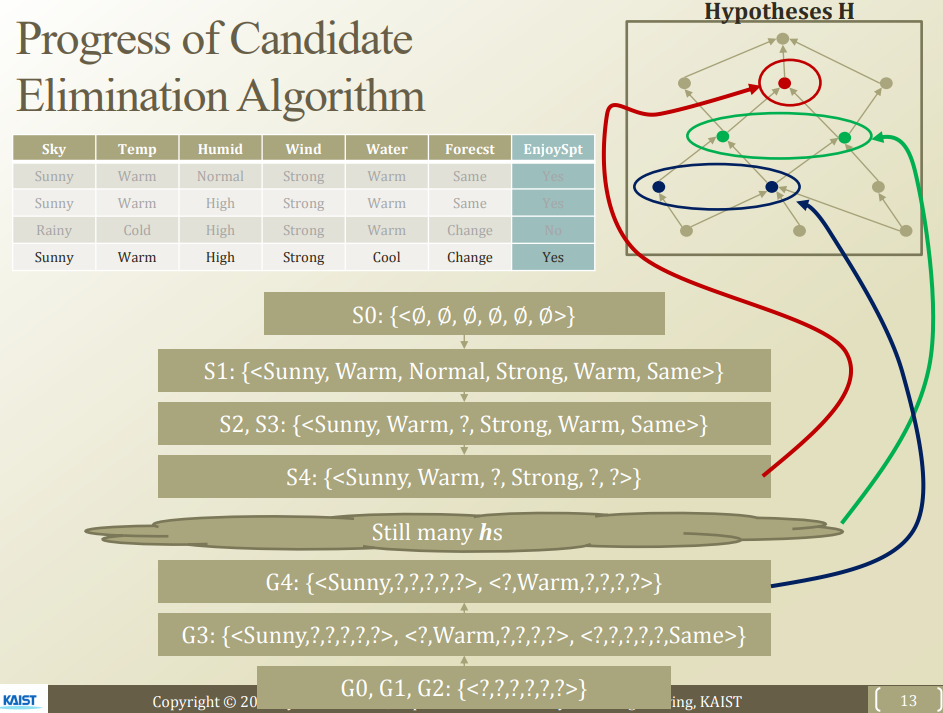 Progress of Candidate
Elimination Algorithm
Hypotheses H
Sky Temp Humid Wind Water Forecst EnjoySpt
Sunny Warm Normal Strong Warm Same Yes
Sunny Warm High Strong Warm Same Yes
Rainy Cold High Strong Warm Change No
Sunny Warm High Strong Cool Change Yes
S0: {<∅, ∅, ∅, ∅, ∅, ∅>}
S1: {<Sunny, Warm, Normal, Strong, Warm, Same>}
S2, S3: {<Sunny, Warm, ?, Strong, Warm, Same>}
S4: {<Sunny, Warm, ?, Strong, ?, ?>}
Still many hs
G4: {<Sunny,?,?,?,?,?>, <?,Warm,?,?,?,?>}
G3: {<Sunny,?,?,?,?,?>, <?,Warm,?,?,?,?>, <?,?,?,?,?,Same>}
G0, G1, G2: {<?,?,?,?,?,?>}
KAIST
Copyright © 20
ing, KAIST
13